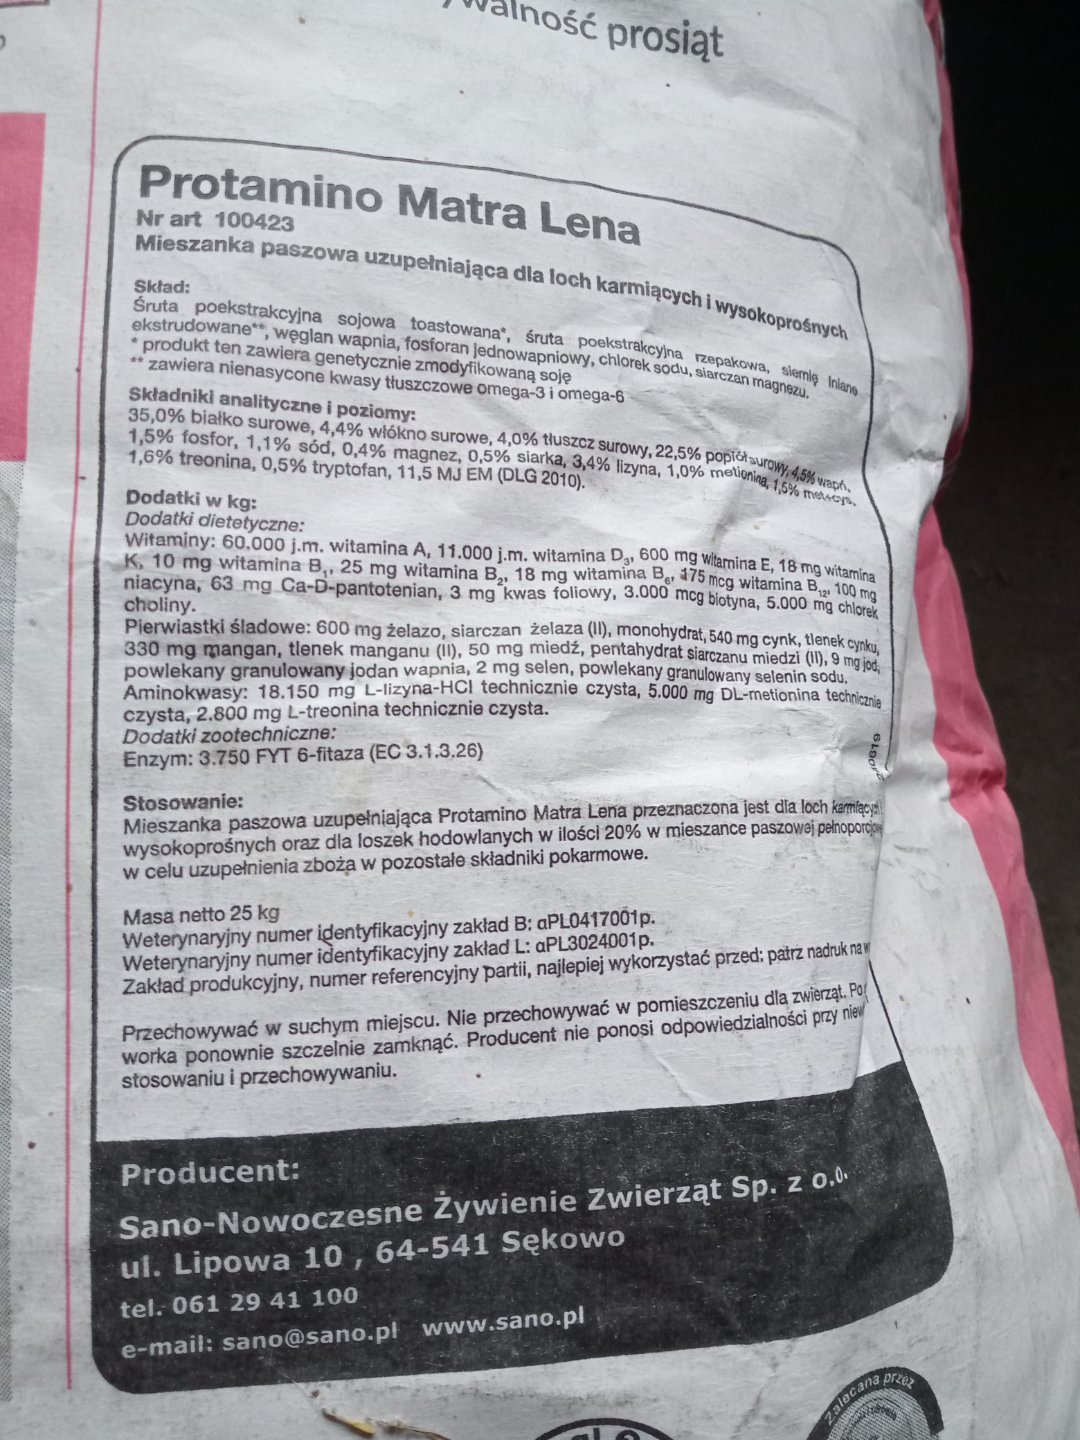 prosiąt
Protamino Matra Lena
Nr art 100423
Mieszanka paszowa uzupełniająca dla loch karmiących i wysokoprośnych
Skład:
Śruta poekstrakcyjna sojowa toastowana*, śruta poekstrakcyjna rzepakowa, siemię lniane
ekstrudowane**, węglan wapnia, fosforan jednowapniowy, chlorek sodu, siarczan magnezu.
* produkt ten zawiera genetycznie zmodyfikowaną soję
** zawiera nienasycone kwasy tłuszczowe omega-3 i omega-6
Składniki analityczne i poziomy:
35,0% białko surowe, 4,4% włókno surowe, 4,0% tłuszcz surowy, 22,5% popiół surowy, 4,5% wapń,
1,5% fosfor, 1,1% sód, 0,4% magnez, 0,5% siarka, 3,4% lizyna, 1,0% metionina, 1,5% met+cys,
1,6% treonina, 0,5% tryptofan, 11,5 MJ EM (DLG 2010).
Dodatki w kg:
Dodatki dietetyczne:
Witaminy: 60.000 j.m. witamina A, 11.000 j.m. witamina D3, 600 mg witamina E, 18 mg witamina
K, 10 mg witamina B1, 25 mg witamina B2, 18 mg witamina B6, 175 mcg witamina B12, 100 mg
niacyna, 63 mg Ca-D-pantotenian, 3 mg kwas foliowy, 3.000 mcg biotyna, 5.000 mg chlorek
choliny.
Pierwiastki śladowe: 600 mg żelazo, siarczan żelaza (II), monohydrat, 540 mg cynk, tlenek cynku,
330 mg mangan, tlenek manganu (II), 50 mg miedź, pentahydrat siarczanu miedzi (II), 9 mg jod,
powlekany granulowany jodan wapnia, 2 mg selen, powlekany granulowany selenin sodu.
Aminokwasy: 18.150 mg L-lizyna-HCl technicznie czysta, 5.000 mg DL-metionina technicznie
czysta, 2.800 mg L-treonina technicznie czysta.
Dodatki zootechniczne:
Enzym: 3.750 FYT 6-fitaza (EC 3.1.3.26)
Stosowanie:
Mieszanka paszowa uzupełniająca Protamino Matra Lena przeznaczona jest dla loch karmiących
wysokoprośnych oraz dla loszek hodowlanych w ilości 20% w mieszance paszowej pełnoporcjowej
w celu uzupełnienia zboża w pozostałe składniki pokarmowe.
Masa netto 25 kg
Weterynaryjny numer identyfikacyjny zakład B: αPL0417001p.
Weterynaryjny numer identyfikacyjny zakład L: αPL3024001p.
Zakład produkcyjny, numer referencyjny partii, najlepiej wykorzystać przed: patrz nadruk na w
Przechowywać w suchym miejscu. Nie przechowywać w pomieszczeniu dla zwierząt. Po
worka ponownie szczelnie zamknąć. Producent nie ponosi odpowiedzialności przy niew
stosowaniu i przechowywaniu.
Producent:
Sano-Nowoczesne Żywienie Zwierząt Sp. z o.o.
ul. Lipowa 10 , 64-541 Sękowo
tel. 061 29 41 100
e-mail: sano@sano.pl www.sano.pl
Zalecana przez